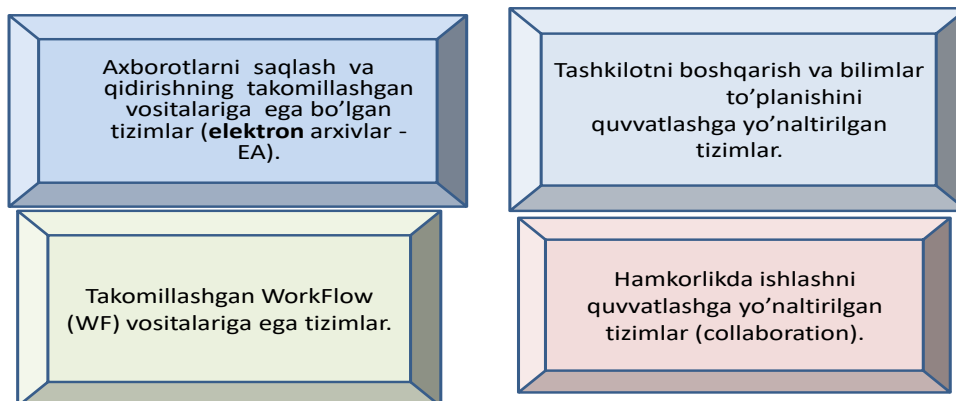 Axborotlarni saqlash va
qidirishning takomillashgan
vositalariga ega bo’lgan
tizimlar (elektron arxivlar -
EA).
Tashkilotni boshqarish va bilimlar
to’planishini
quvvatlashga yo’naltirilgan
tizimlar.
Takomillashgan WorkFlow
(WF) vositalariga ega tizimlar.
Hamkorlikda ishlashni
quvvatlashga yo’naltirilgan
tizimlar (collaboration).